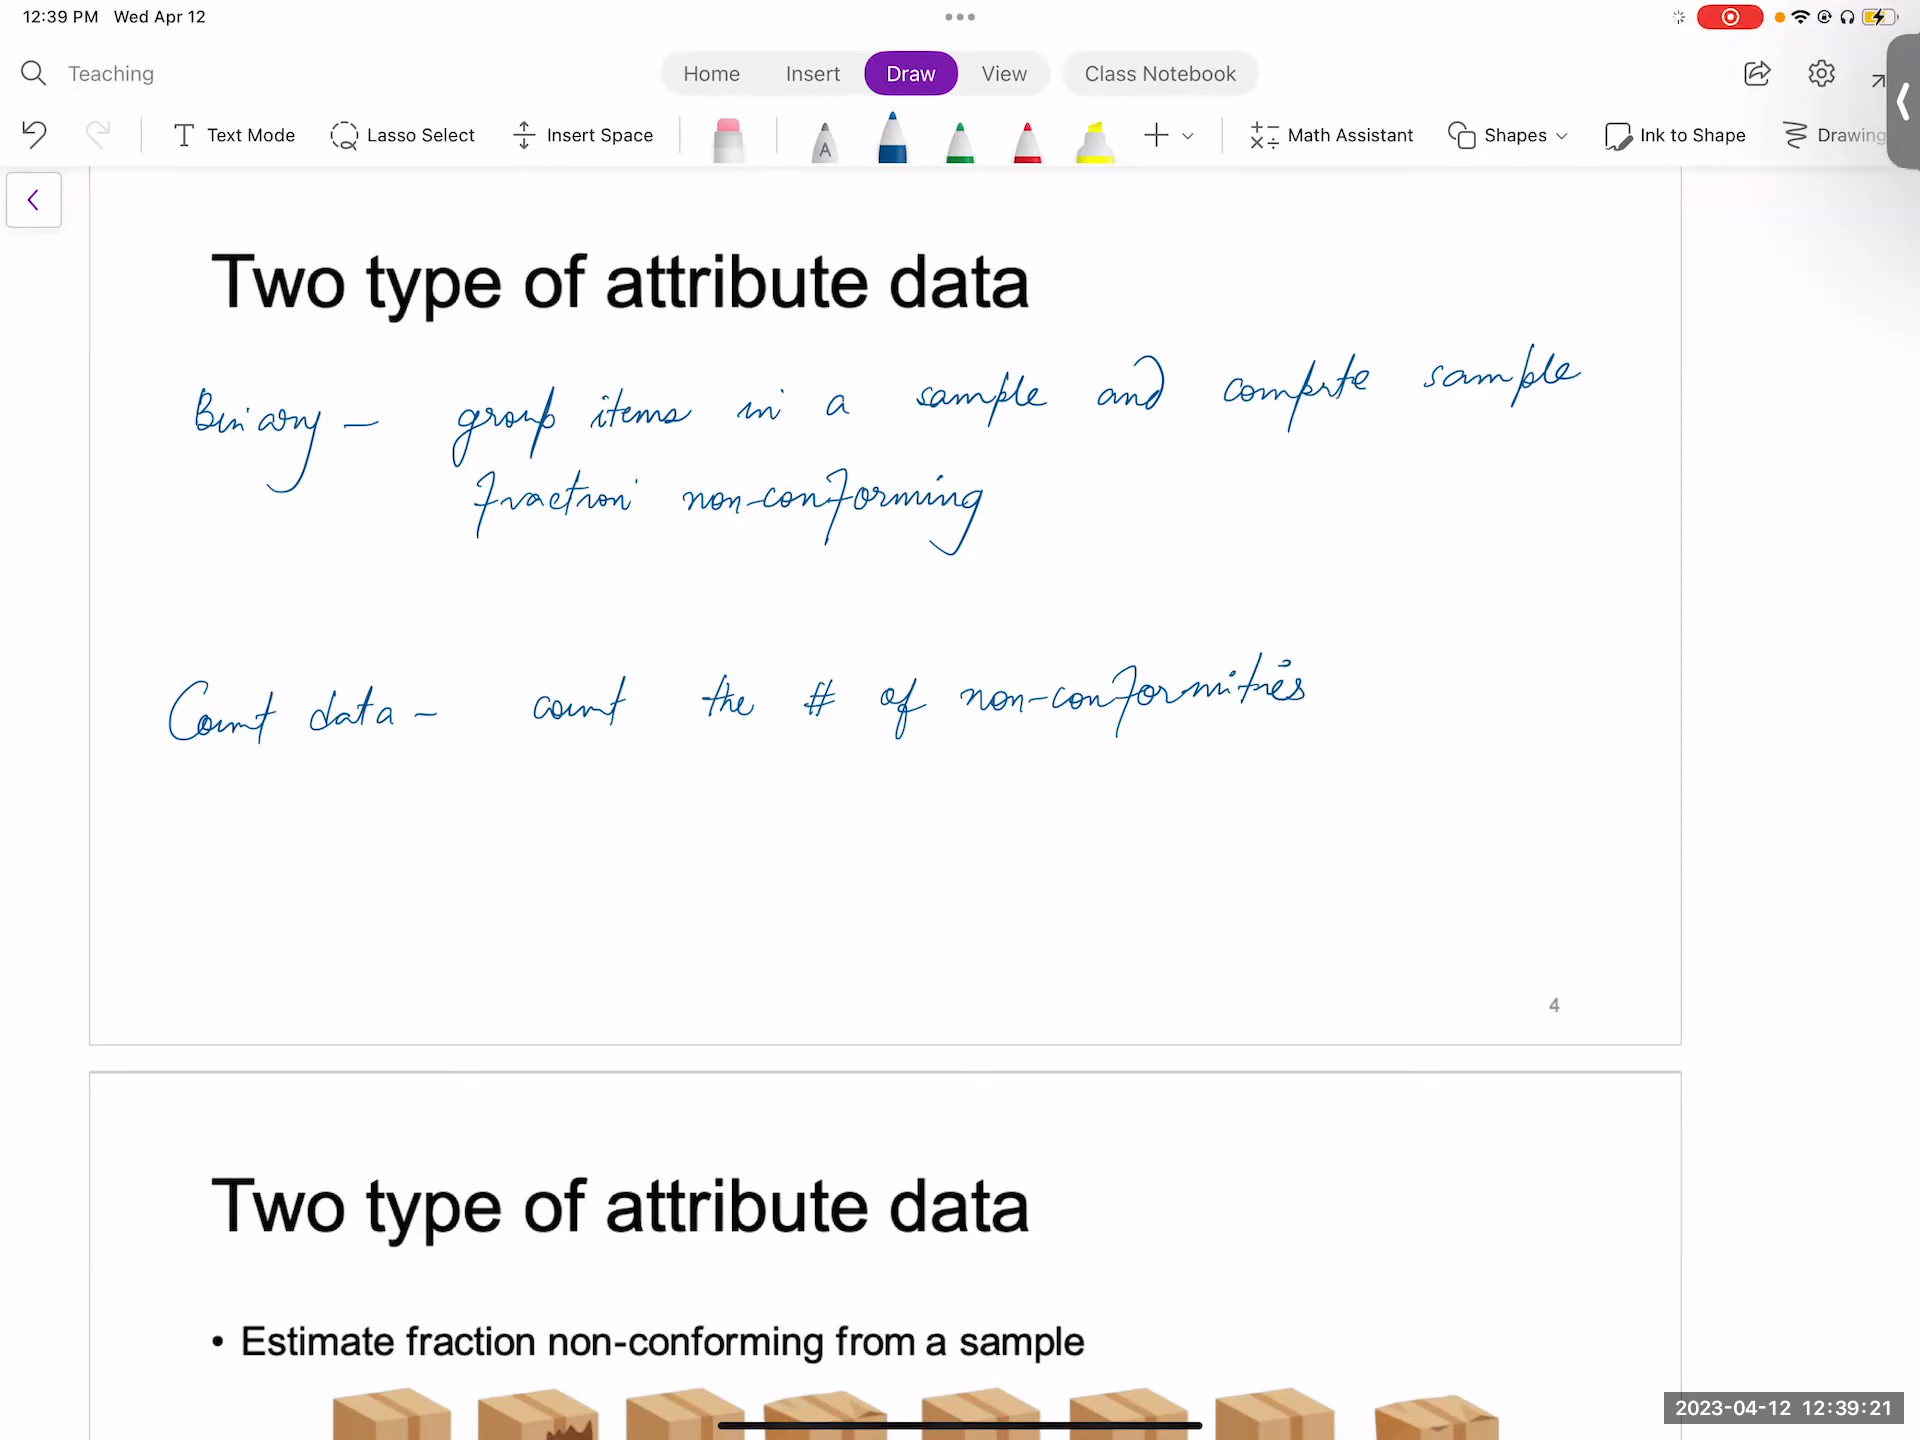 12:39 PM Wed Apr 12
Teaching
Home Insert Draw View Class Notebook
Text Mode Lasso Select Insert Space A Math Assistant Shapes Ink to Shape Drawing
Two type of attribute data
Binary – group items in a sample and compute sample
fraction non-conforming
Count data – count the # of non-conformities
4
Two type of attribute data
• Estimate fraction non-conforming from a sample
2023-04-12 12:39:21